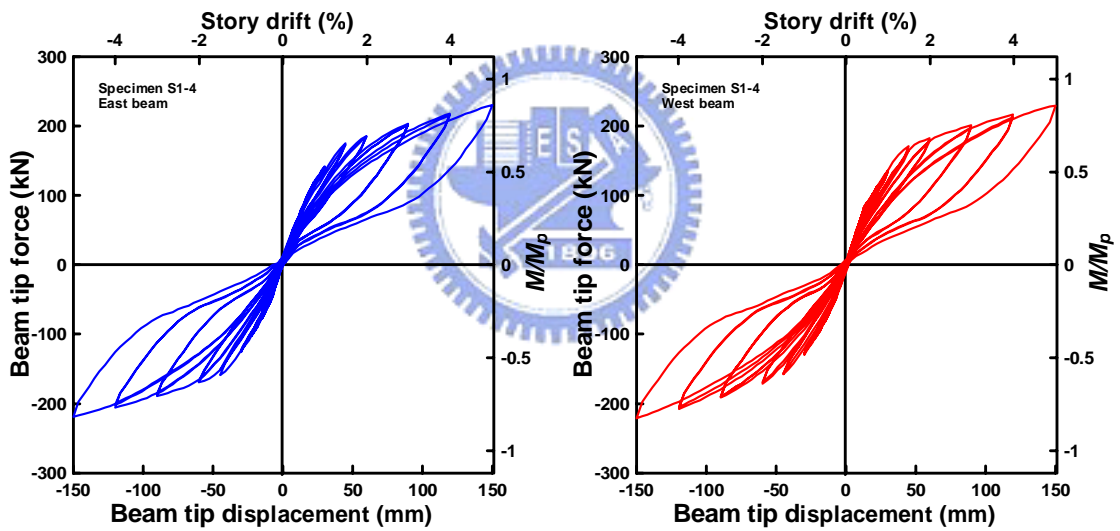 Story drift (%)
-4 -2 0 2 4
300
200
100
0
-100
-200
-300
Beam tip force (kN)
Specimen S1-4
East beam
1
0.5
0
-0.5
-1
M/Mp
-150 -100 -50 0 50 100 150
Beam tip displacement (mm)
Story drift (%)
-4 -2 0 2 4
300
200
100
0
-100
-200
-300
Beam tip force (kN)
Specimen S1-4
West beam
1
0.5
0
-0.5
-1
M/Mp
-150 -100 -50 0 50 100 150
Beam tip displacement (mm)
E S A
1896